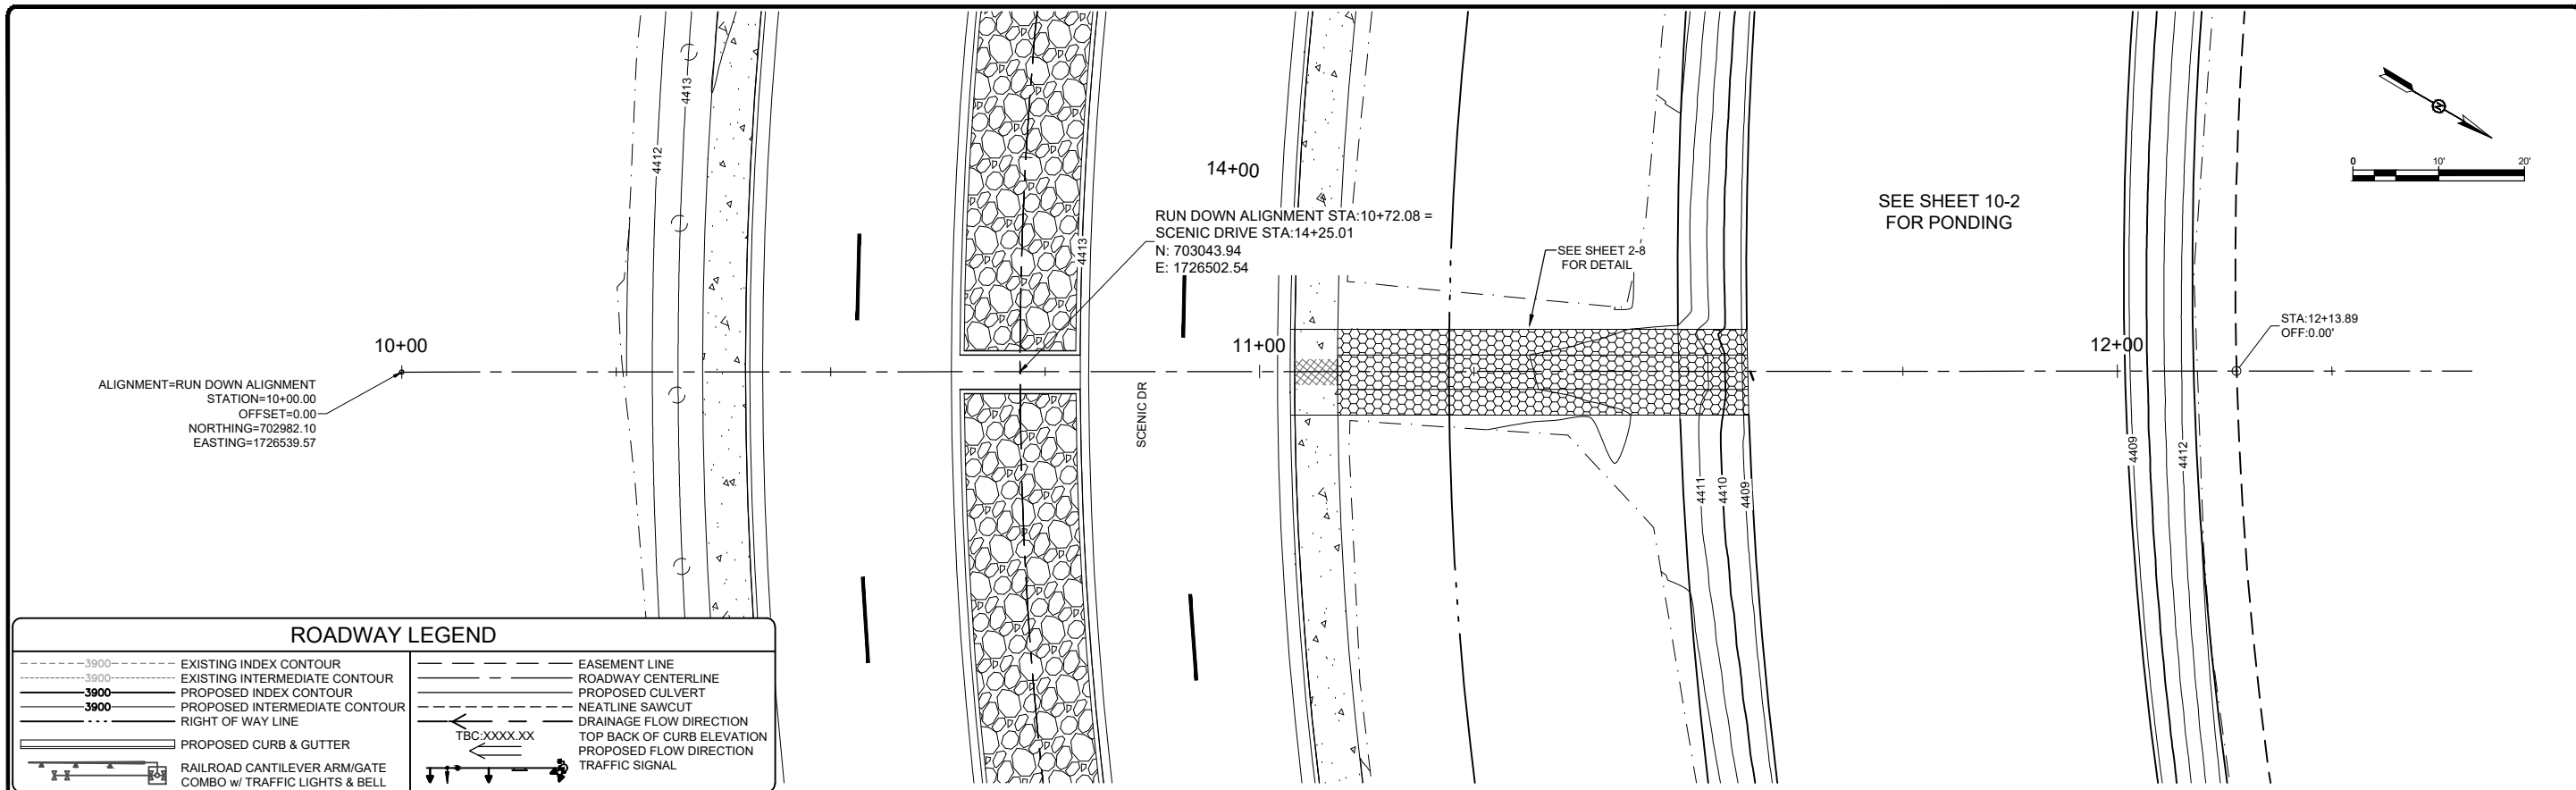 4413
4412
14+00
RUN DOWN ALIGNMENT STA:10+72.08 =
SCENIC DRIVE STA:14+25.01
N: 703043.94
E: 1726502.54
4413
SEE SHEET 2-8
FOR DETAIL
SEE SHEET 10-2
FOR PONDING
N
0 10' 20'
STA:12+13.89
OFF:0.00'
10+00
11+00
12+00
ALIGNMENT=RUN DOWN ALIGNMENT
STATION=10+00.00
OFFSET=0.00
NORTHING=702982.10
EASTING=1726539.57
SCENIC DR
4411
4410
4409
4409
4412
ROADWAY LEGEND
3900 EXISTING INDEX CONTOUR
3900 EXISTING INTERMEDIATE CONTOUR
3900 PROPOSED INDEX CONTOUR
3900 PROPOSED INTERMEDIATE CONTOUR
RIGHT OF WAY LINE
PROPOSED CURB & GUTTER
RAILROAD CANTILEVER ARM/GATE
COMBO w/ TRAFFIC LIGHTS & BELL
EASEMENT LINE
ROADWAY CENTERLINE
PROPOSED CULVERT
NEATLINE SAWCUT
DRAINAGE FLOW DIRECTION
TBC:XXXX.XX TOP BACK OF CURB ELEVATION
PROPOSED FLOW DIRECTION
TRAFFIC SIGNAL